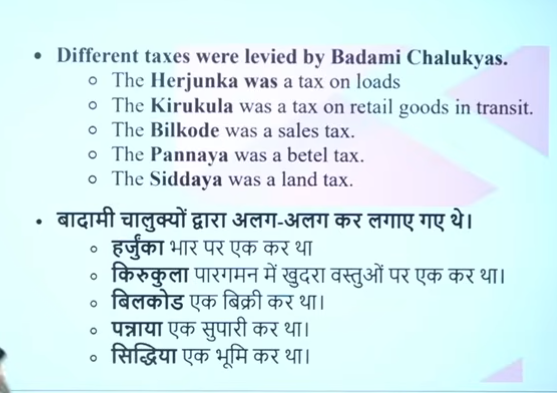 • Different taxes were levied by Badami Chalukyas.
o The Herjunka was a tax on loads
o The Kirukula was a tax on retail goods in transit.
o The Bilkode was a sales tax.
o The Pannaya was a betel tax.
o The Siddaya was a land tax.
• बादामी चालुक्यों द्वारा अलग-अलग कर लगाए गए थे।
o हर्जुंका भार पर एक कर था
o किरुकुला पारगमन में खुदरा वस्तुओं पर एक कर था।
o बिलकोड एक बिक्री कर था।
o पन्नाया एक सुपारी कर था।
o सिद्धिया एक भूमि कर था।